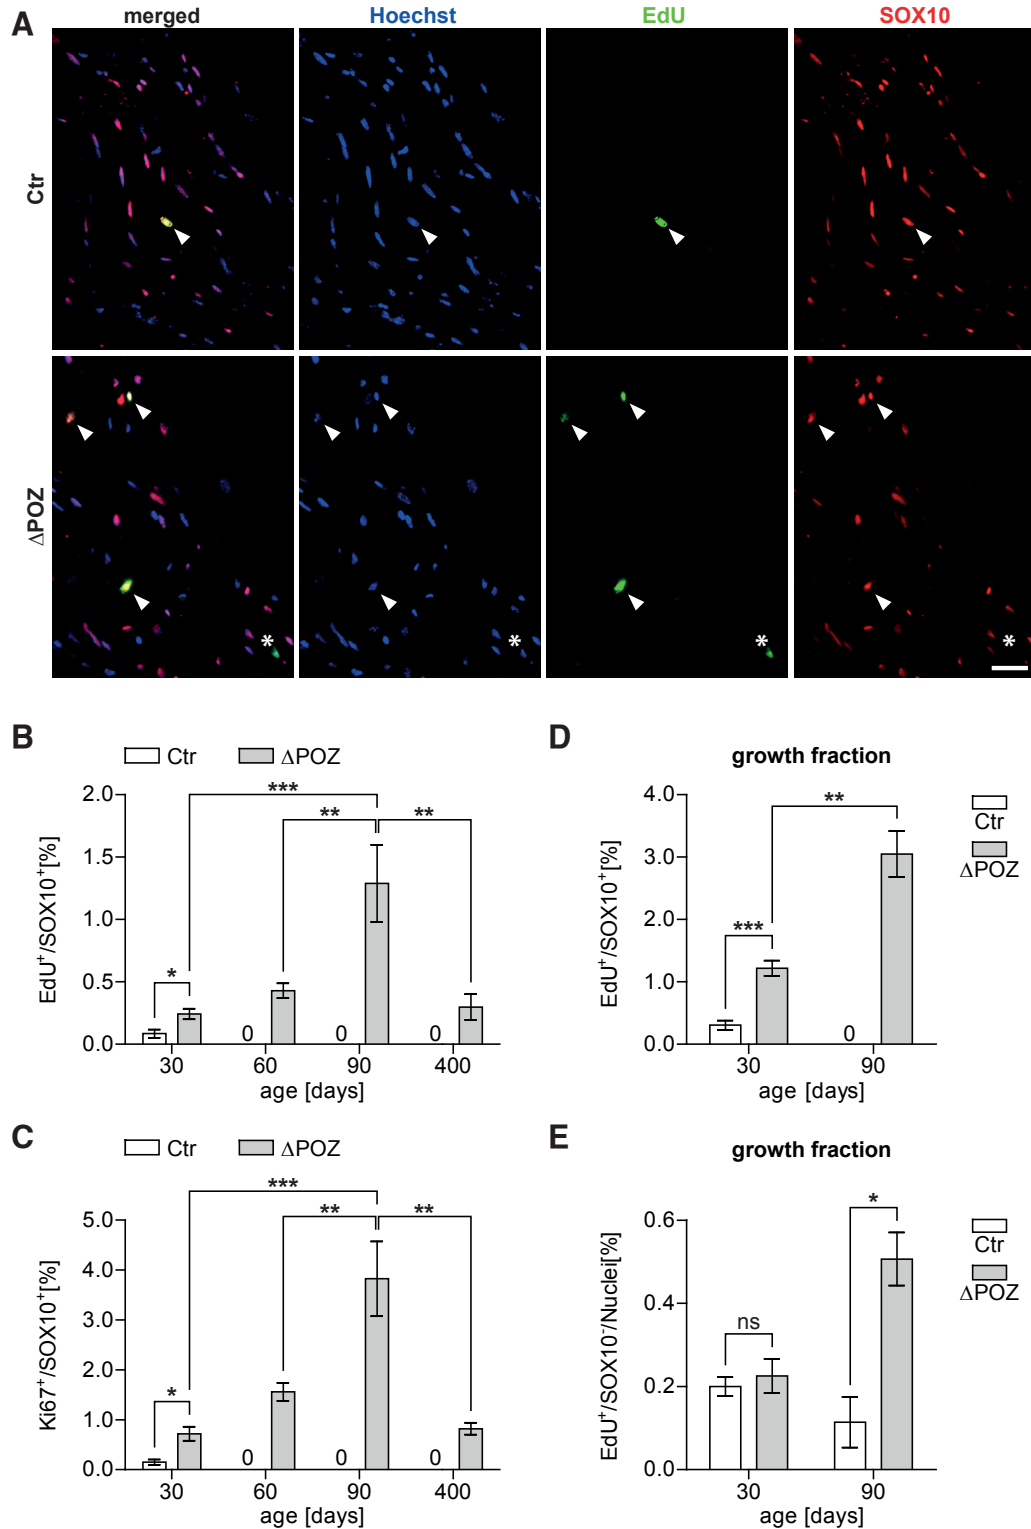 A
merged
Hoechst
EdU
SOX10
Ctr
ΔPOZ
*
*
*
*
B
Ctr
ΔPOZ
EdU⁺/SOX10⁺[%]
2.0
1.5
1.0
0.5
0.0
*
***
**
**
0
0
0
30
60
90
400
age [days]
D
growth fraction
EdU⁺/SOX10⁺[%]
4.0
3.0
2.0
1.0
0.0
***
**
0
30
90
age [days]
Ctr
ΔPOZ
C
Ctr
ΔPOZ
Ki67⁺/SOX10⁺[%]
5.0
4.0
3.0
2.0
1.0
0.0
*
***
**
**
0
0
0
30
60
90
400
age [days]
E
growth fraction
EdU⁺/SOX10⁻/Nuclei[%]
0.6
0.4
0.2
0.0
ns
*
30
90
age [days]
Ctr
ΔPOZ